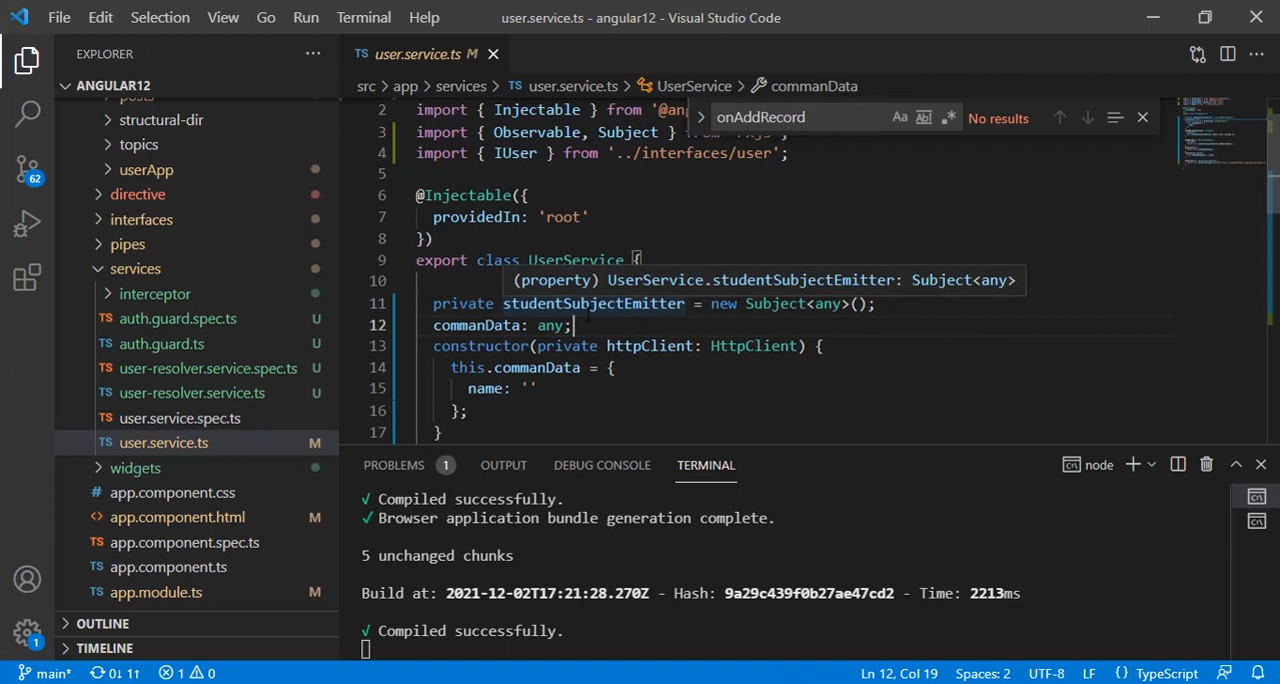 File Edit Selection View Go Run Terminal Help user.service.ts - angular12 - Visual Studio Code
EXPLORER
ANGULAR12
posts
structural-dir
topics
userApp
directive
interfaces
pipes
services
interceptor
auth.guard.spec.ts U
auth.guard.ts U
user-resolver.service.spec.ts U
user-resolver.service.ts U
user.service.spec.ts
user.service.ts M
widgets
app.component.css
app.component.html M
app.component.spec.ts
app.component.ts
app.module.ts M
OUTLINE
TIMELINE
62
1
TS user.service.ts M
src > app > services > TS user.service.ts > UserService > commanData
onAddRecord Aa Ab No results
2 import { Injectable } from '@an
3 import { Observable, Subject } from 'rxjs';
4 import { IUser } from '../interfaces/user';
5
6 @Injectable({
7 providedIn: 'root'
8 })
9 export class UserService {
10
(property) UserService.studentSubjectEmitter: Subject<any>
11 private studentSubjectEmitter = new Subject<any>();
12 commanData: any;
13 constructor(private httpClient: HttpClient) {
14 this.commanData = {
15 name: ''
16 };
17 }
PROBLEMS 1 OUTPUT DEBUG CONSOLE TERMINAL node
√ Compiled successfully.
✓ Browser application bundle generation complete.
5 unchanged chunks
Build at: 2021-12-02T17:21:28.270Z - Hash: 9a29c439f0b27ae47cd2 - Time: 2213ms
√ Compiled successfully.
main* 0↓ 1↑ 1 0 Ln 12, Col 19 Spaces: 2 UTF-8 LF {} TypeScript